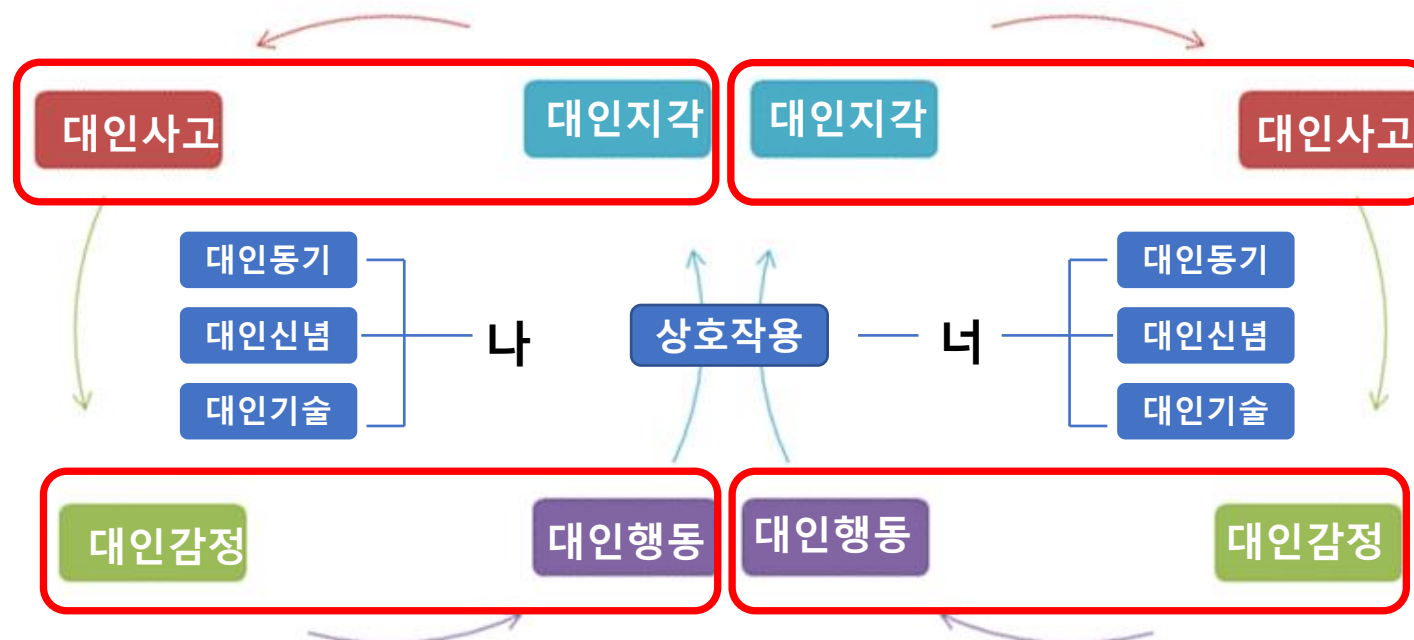 대인사고
대인지각
대인지각
대인사고
대인동기
대인신념
대인기술
나
상호작용
너
대인동기
대인신념
대인기술
대인감정
대인행동
대인행동
대인감정